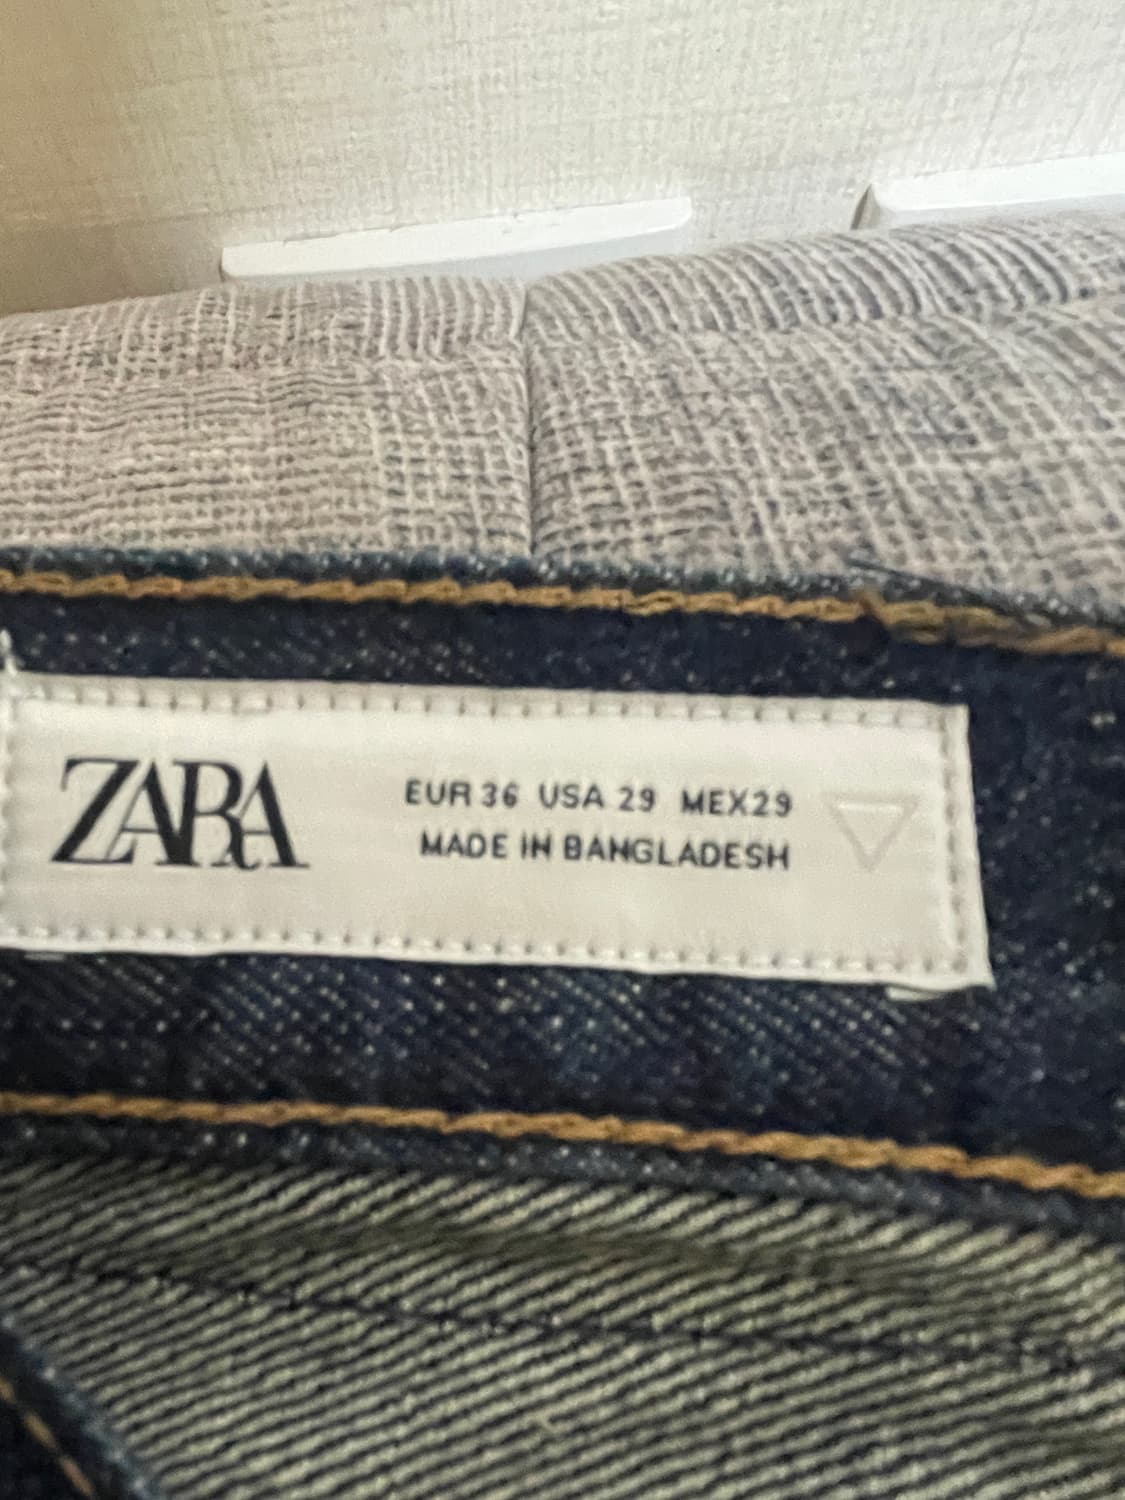 ZARA
EUR 36 USA 29 MEX29
MADE IN BANGLADESH